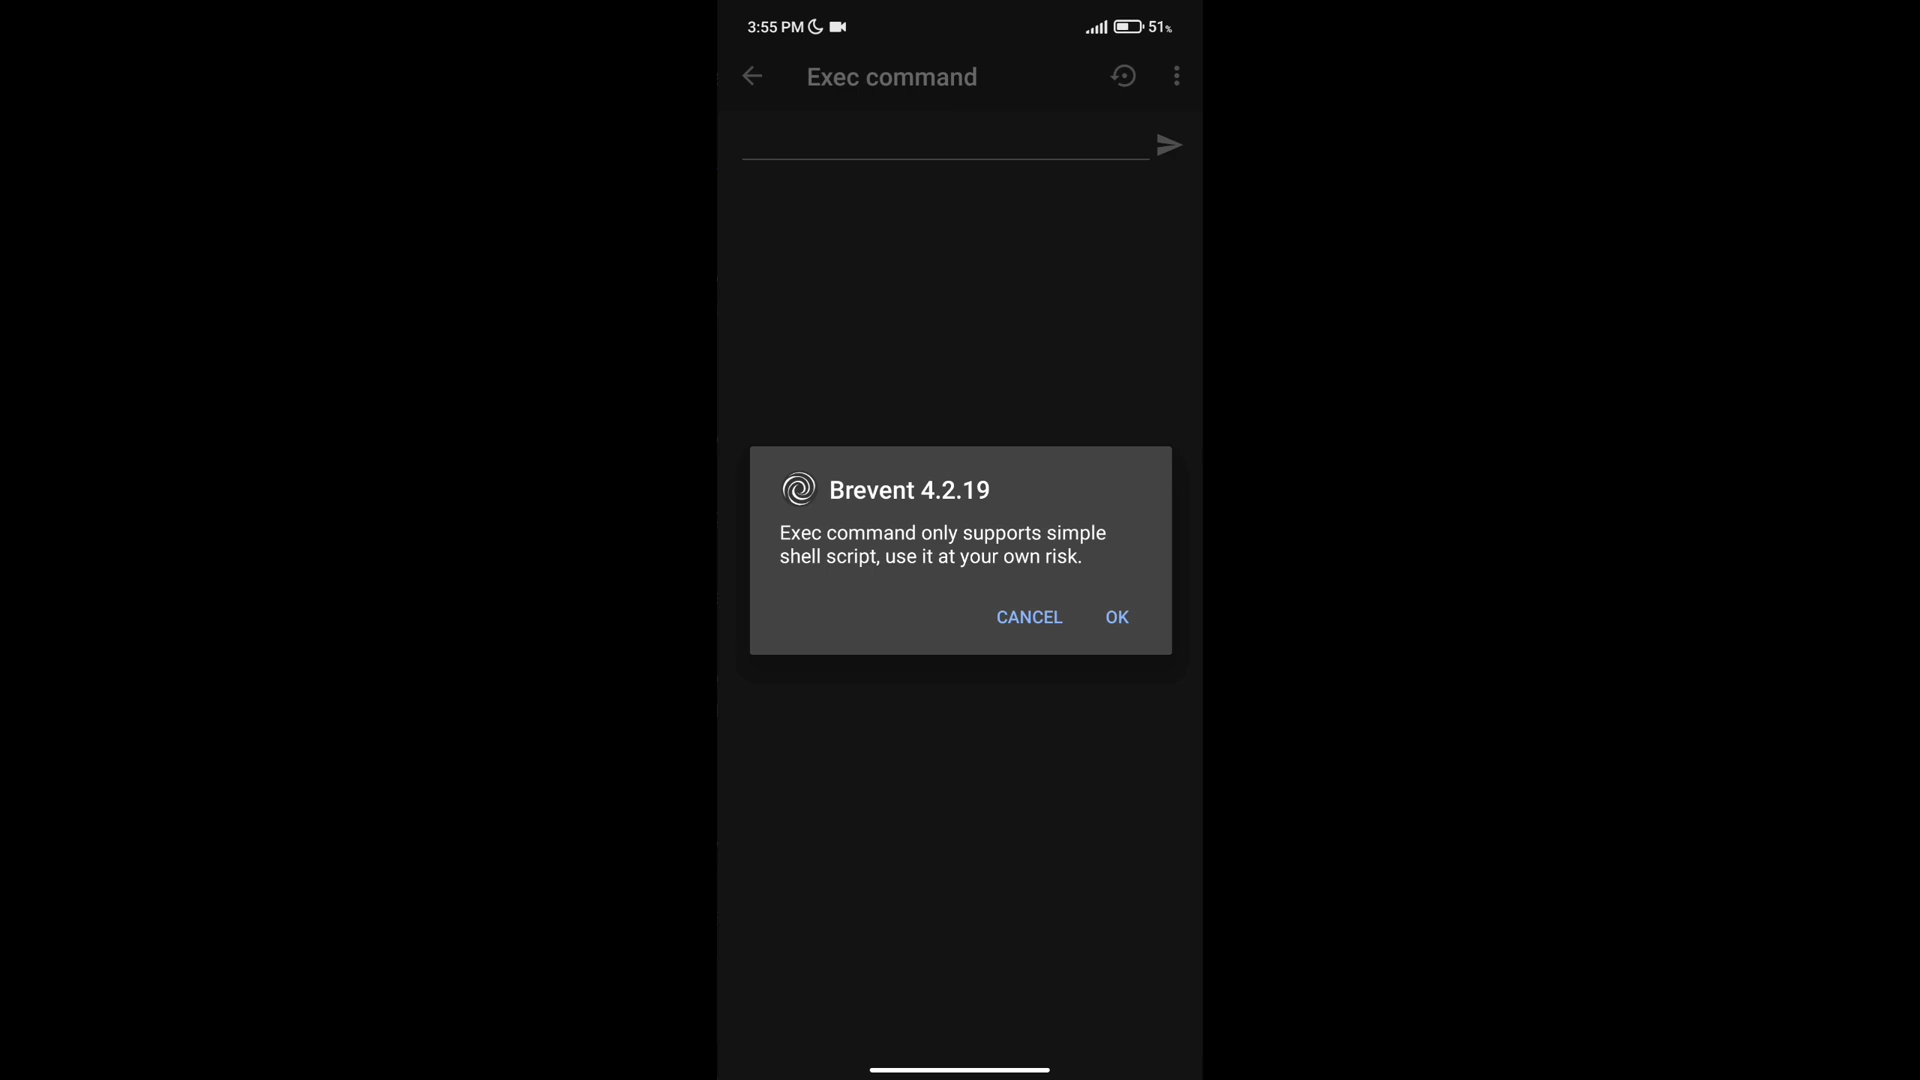 3:55 PM
51%
Exec command
Brevent 4.2.19
Exec command only supports simple
shell script, use it at your own risk.
CANCEL
OK